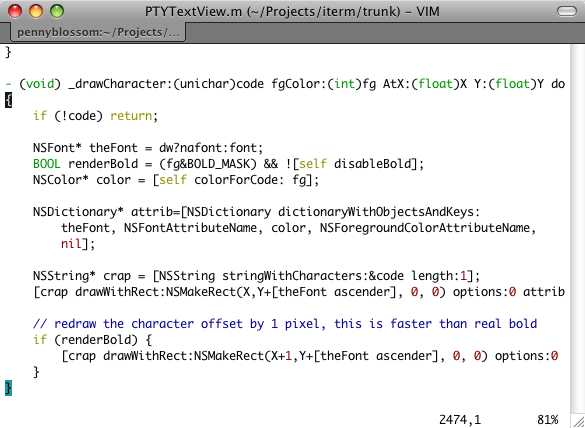 PTYTextView.m (~/Projects/iterm/trunk) – VIM
pennyblossom:~/Projects/...
}
- (void) _drawCharacter:(unichar)code fgColor:(int)fg AtX:(float)X Y:(float)Y do
{
    if (!code) return;
    NSFont* theFont = dw?nafont:font;
    BOOL renderBold = (fg&BOLD_MASK) && ![self disableBold];
    NSColor* color = [self colorForCode: fg];
    NSDictionary* attrib=[NSDictionary dictionaryWithObjectsAndKeys:
        theFont, NSFontAttributeName, color, NSForegroundColorAttributeName,
        nil];
    NSString* crap = [NSString stringWithCharacters:&code length:1];
    [crap drawWithRect:NSMakeRect(X,Y+[theFont ascender], 0, 0) options:0 attrib
    // redraw the character offset by 1 pixel, this is faster than real bold
    if (renderBold) {
        [crap drawWithRect:NSMakeRect(X+1,Y+[theFont ascender], 0, 0) options:0
    }
}
2474,1 81%